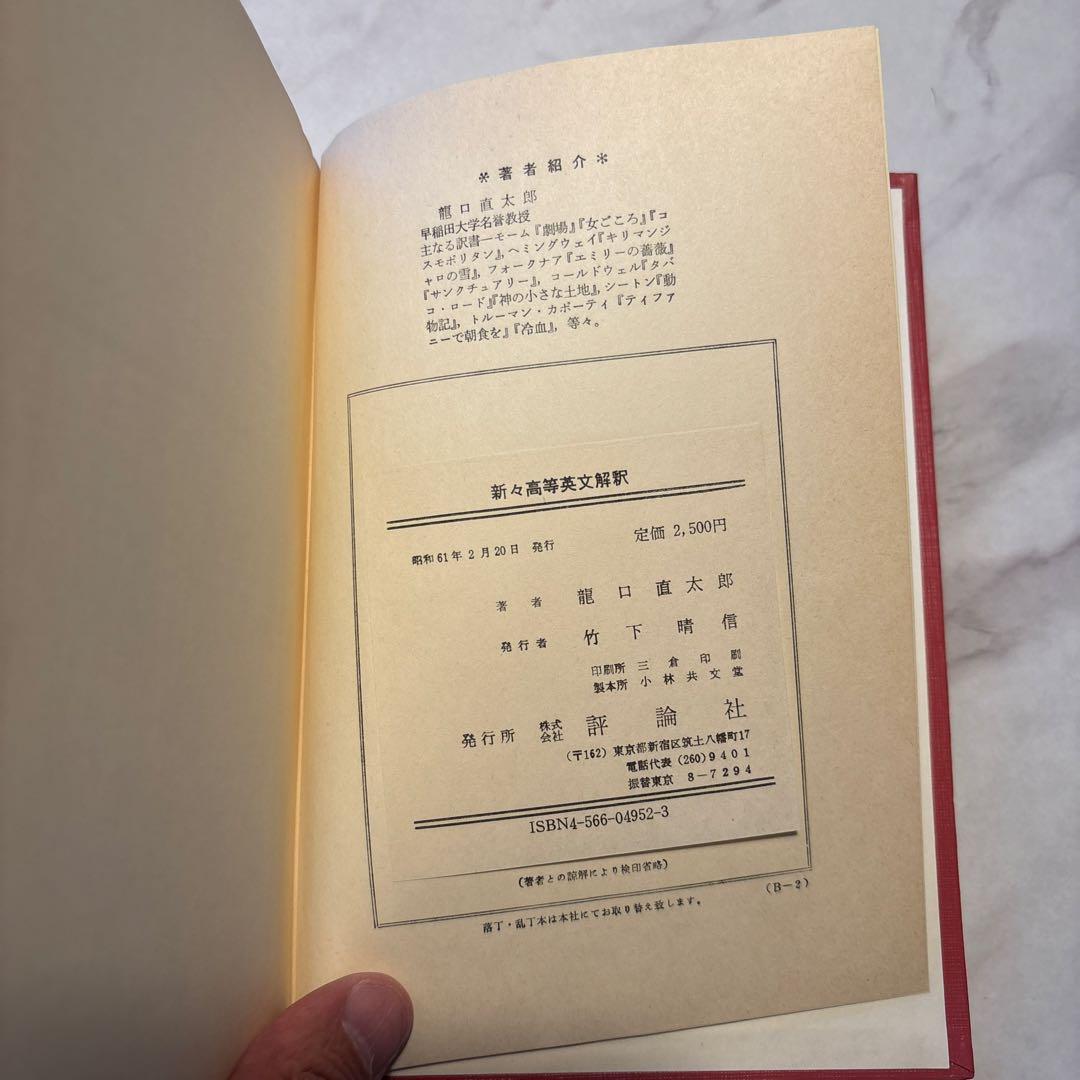 *著者紹介*
龍口直太郎
早稲田大学名誉教授
主なる訳書―モーム『劇場』『女ごころ』『コ
スモポリタン』,ヘミングウェイ『キリマンジ
ャロの雪』,フォークナア『エミリーの薔薇』
『サンクチュアリー』,コールドウェル『タバ
コ・ロード』『神の小さな土地』,シートン『動
物記』,トルーマン・カポーティ『ティファ
ニーで朝食を』『冷血』,等々。
新々高等英文解釈
昭和61年2月20日 発行 定価 2,500円
著者 龍口直太郎
発行者 竹下晴信
印刷所 三倉印刷
製本所 小林共文堂
発行所 株式会社 評論社
(〒162)東京都新宿区筑土八幡町17
電話代表(260)9401
振替東京 8-7294
ISBN4-566-04952-3
(著者との諒解により検印省略)
(B-2)
落丁・乱丁本は本社にてお取り替え致します。